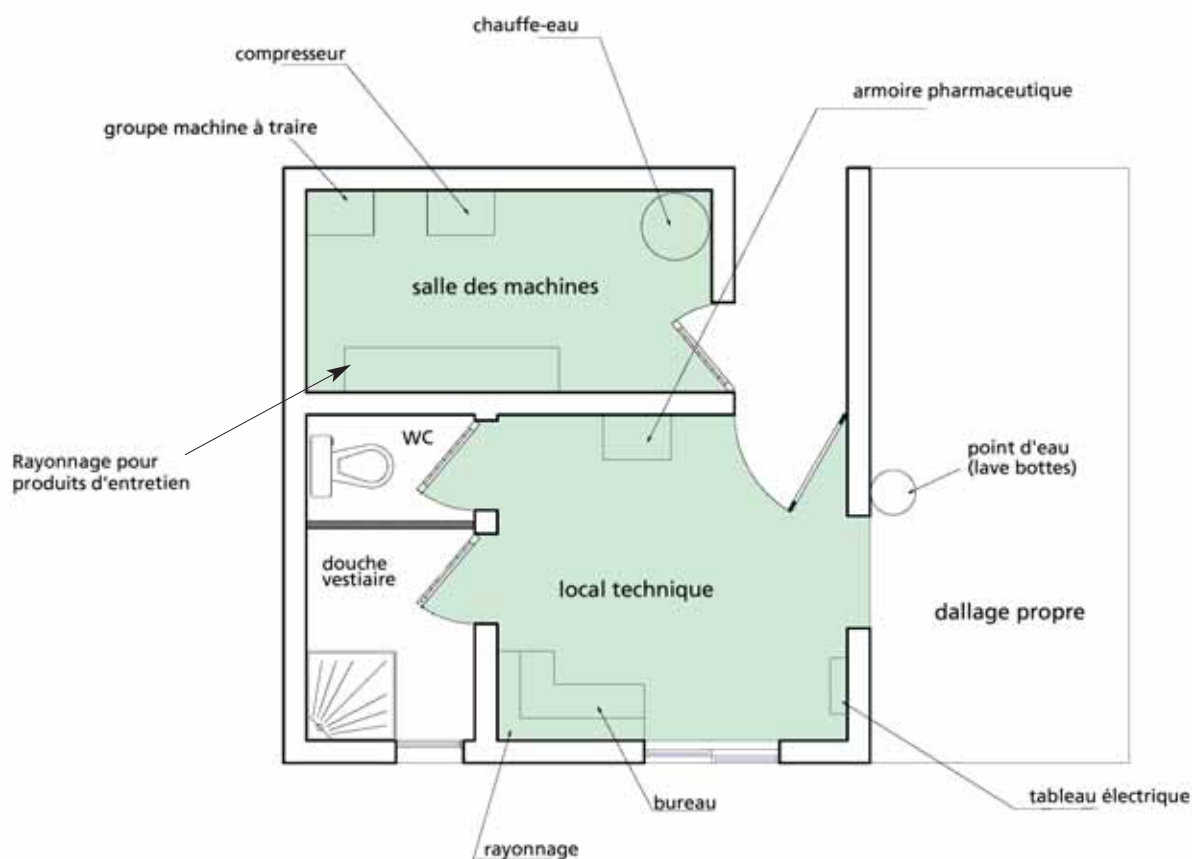 chauffe-eau
compresseur
armoire pharmaceutique
groupe machine à traire
salle des machines
WC
Rayonnage pour
produits d'entretien
point d'eau
(lave bottes)
douche
vestiaire
local technique
dallage propre
tableau électrique
bureau
rayonnage